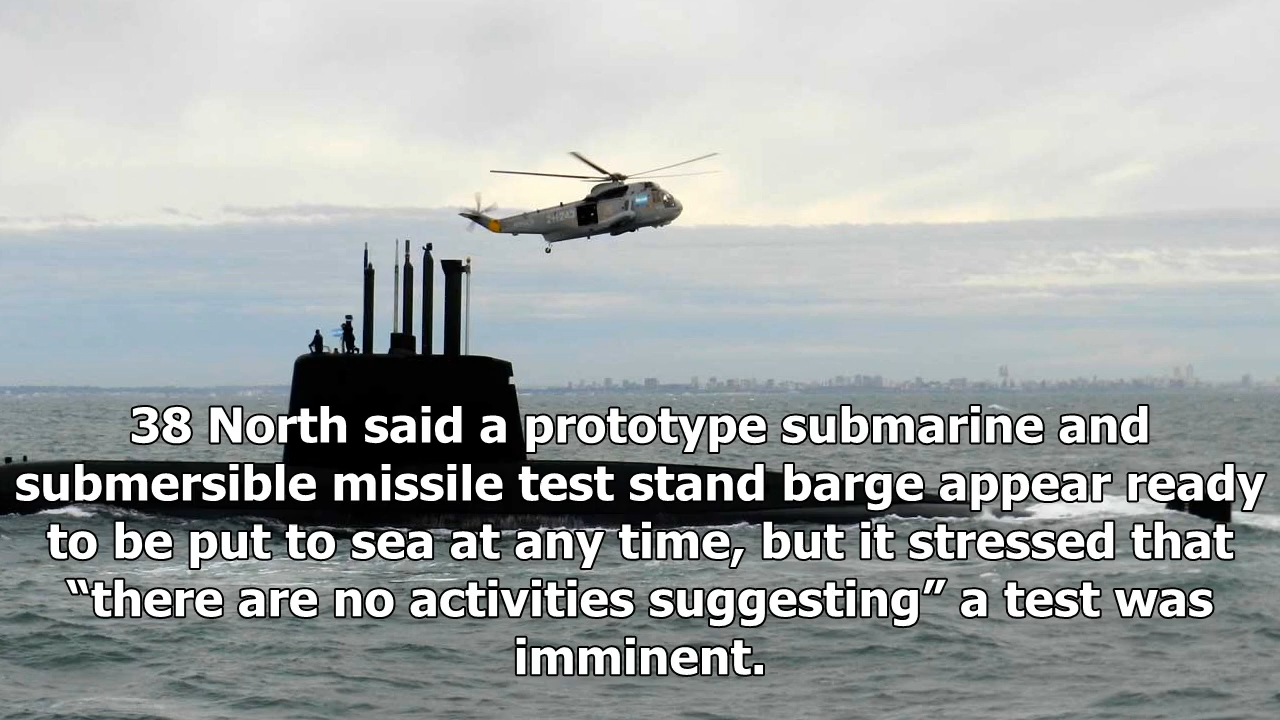 38 North said a prototype submarine and
submersible missile test stand barge appear ready
to be put to sea at any time, but it stressed that
“there are no activities suggesting” a test was
imminent.